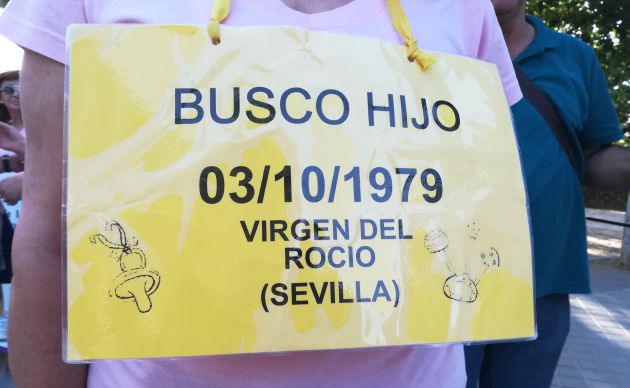 BUSCO HIJO
03/10/1979
VIRGEN DEL
ROCIO
(SEVILLA)